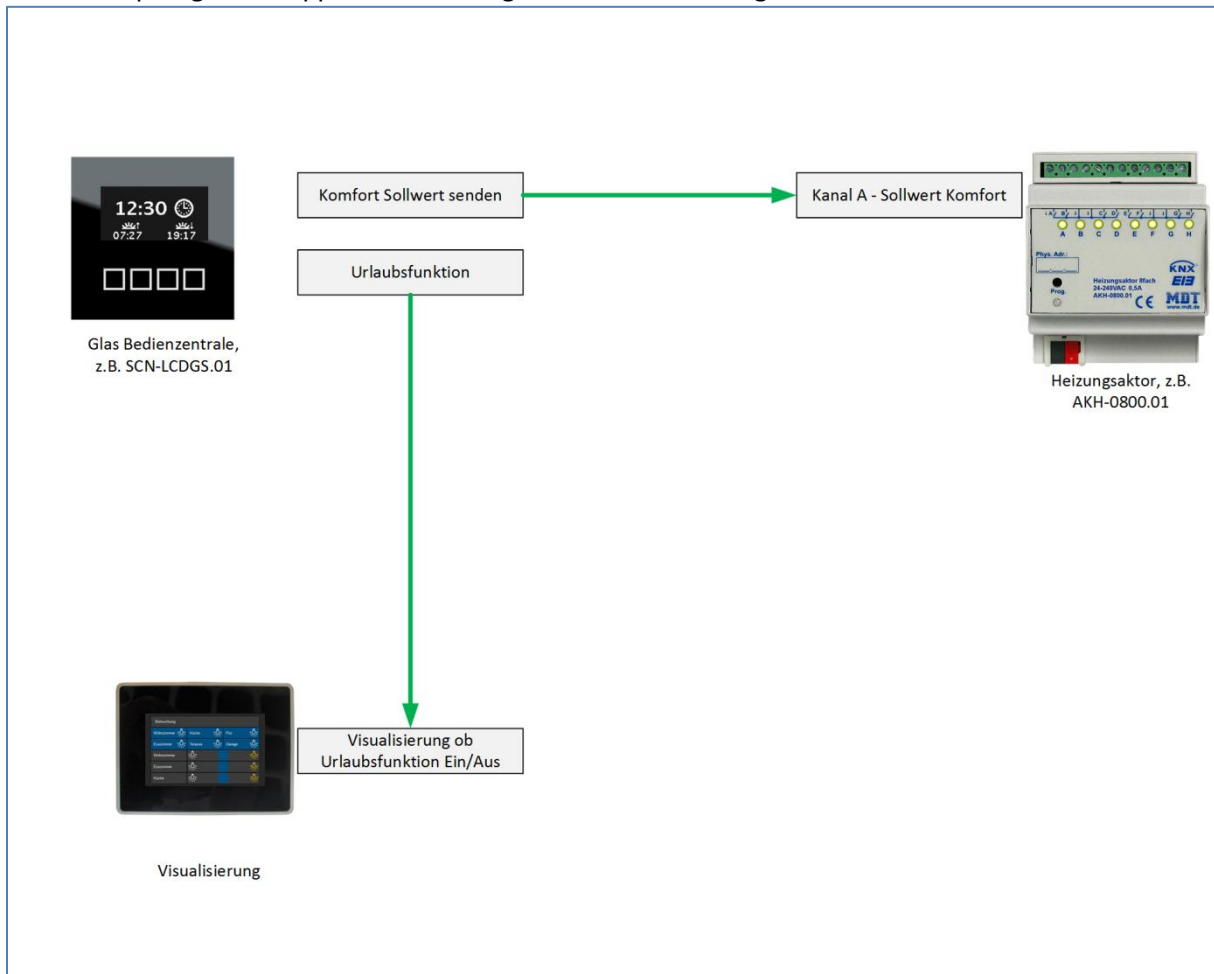 12:30
07:27 19:17
Glas Bedienzentrale,
z.B. SCN-LCDGS.01
Komfort Sollwert senden
Urlaubsfunktion
Kanal A - Sollwert Komfort
A B C D E F G H
Phys. Adr.:
Prog.
Heizungsaktor 8fach
24-240VAC 0,5A
AKH-0800.01
CE
KNX
EIB
MDT
www.mdt.de
Heizungsaktor, z.B.
AKH-0800.01
Beleuchtung
Visualisierung ob
Urlaubsfunktion Ein/Aus
Visualisierung